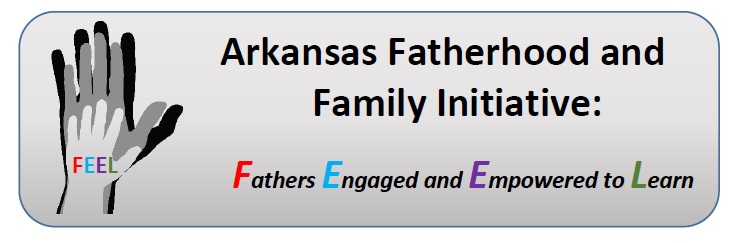 Arkansas Fatherhood and
Family Initiative:
FEEL
Fathers Engaged and Empowered to Learn